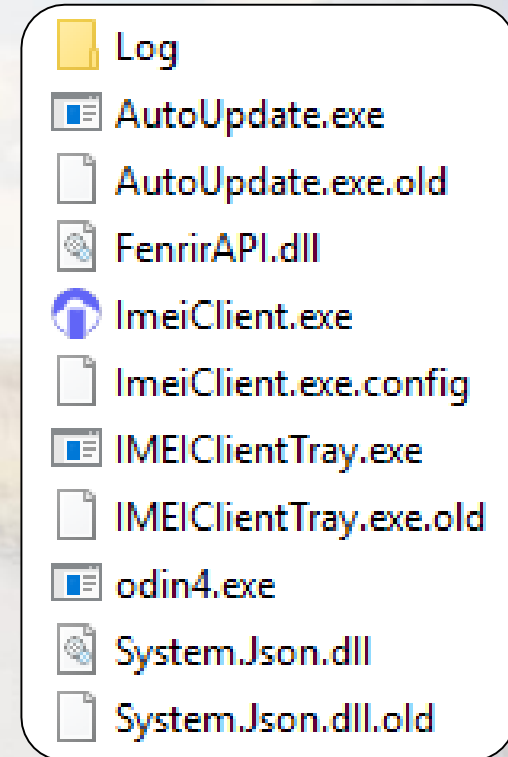 Log
AutoUpdate.exe
AutoUpdate.exe.old
FenrirAPI.dll
ImeiClient.exe
ImeiClient.exe.config
IMEIClientTray.exe
IMEIClientTray.exe.old
odin4.exe
System.Json.dll
System.Json.dll.old